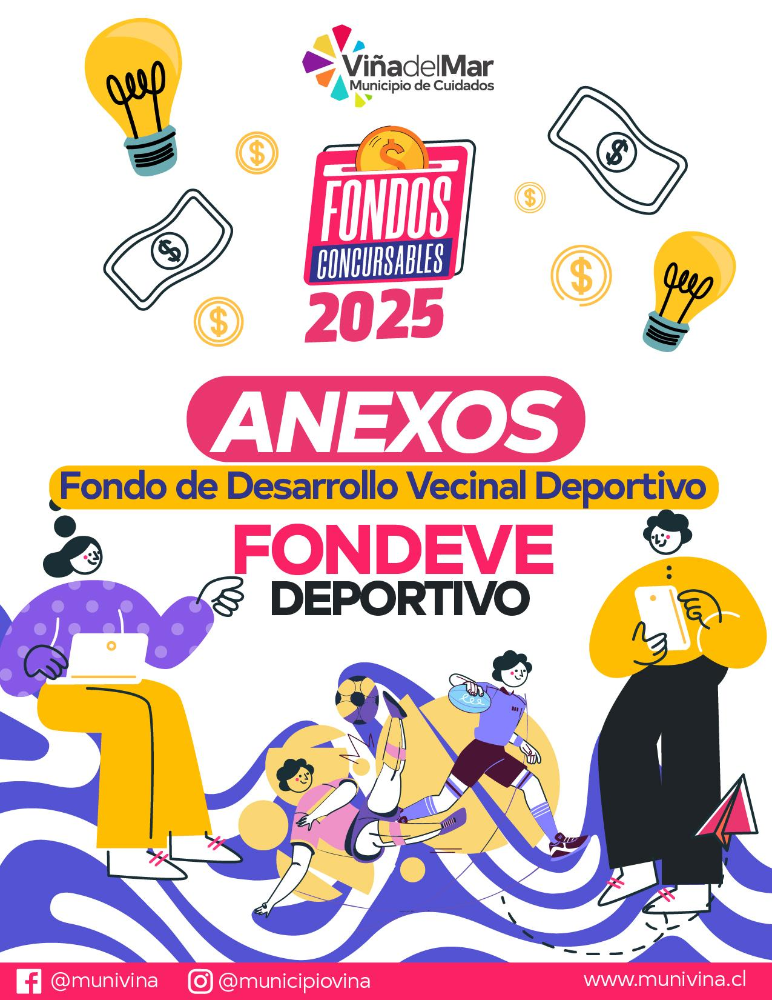 ViñadelMar
Municipio de Cuidados
FONDOS
CONCURSABLES
2025
ANEXOS
Fondo de Desarrollo Vecinal Deportivo
FONDEVE
DEPORTIVO
@munivina @municipiovina www.munivina.cl